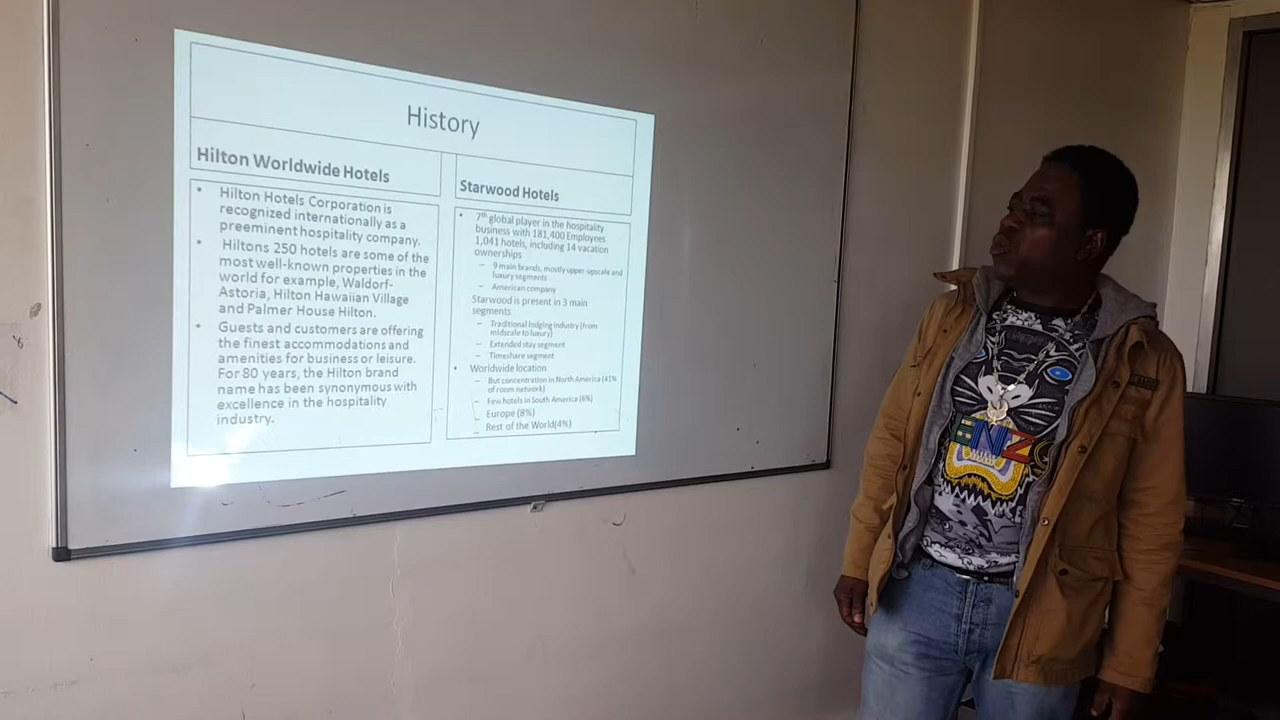 History
Hilton Worldwide Hotels
• Hilton Hotels Corporation is
recognized internationally as a
preeminent hospitality company.
• Hiltons 250 hotels are some of the
most well-known properties in the
world for example, Waldorf-
Astoria, Hilton Hawaiian Village
and Palmer House Hilton.
• Guests and customers are offering
the finest accommodations and
amenities for business or leisure.
For 80 years, the Hilton brand
name has been synonymous with
excellence in the hospitality
industry.
Starwood Hotels
• 7th global player in the hospitality
business with 181,400 Employees
1,041 hotels, including 14 vacation
ownerships
– 9 main brands, mostly upper-upscale and
luxury segments
– American company
Starwood is present in 3 main
segments
– Traditional lodging industry (from
midscale to luxury)
– Extended stay segment
– Timeshare segment
• Worldwide location
– But concentration in North America (41%
of room network)
– Few hotels in South America (6%)
– Europe (8%)
– Rest of the World(4%)
ENZ